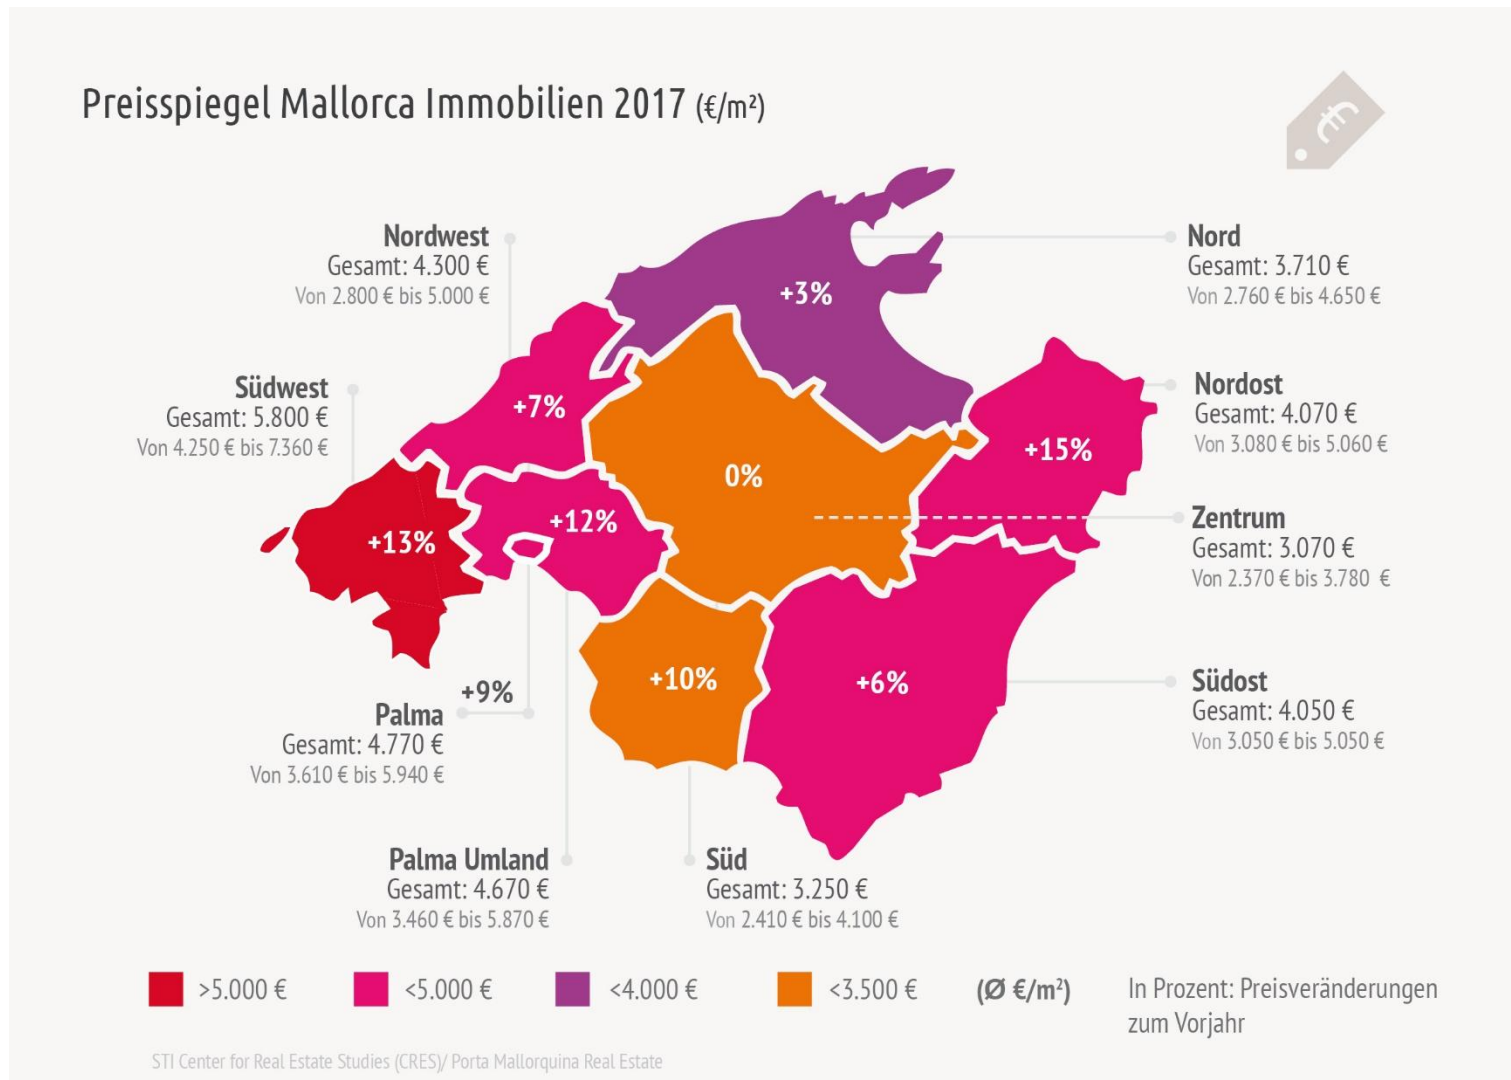 Preisspiegel Mallorca Immobilien 2017 (€/m²)
€
Nordwest
Gesamt: 4.300 €
Von 2.800 € bis 5.000 €
Nord
Gesamt: 3.710 €
Von 2.760 € bis 4.650 €
+3%
Südwest
Gesamt: 5.800 €
Von 4.250 € bis 7.360 €
+7%
Nordost
Gesamt: 4.070 €
Von 3.080 € bis 5.060 €
+15%
0%
Zentrum
Gesamt: 3.070 €
Von 2.370 € bis 3.780 €
+12%
+13%
+10%
+6%
Südost
Gesamt: 4.050 €
Von 3.050 € bis 5.050 €
+9%
Palma
Gesamt: 4.770 €
Von 3.610 € bis 5.940 €
Palma Umland
Gesamt: 4.670 €
Von 3.460 € bis 5.870 €
Süd
Gesamt: 3.250 €
Von 2.410 € bis 4.100 €
>5.000 €
<5.000 €
<4.000 €
<3.500 €
(Ø €/m²)
In Prozent: Preisveränderungen
zum Vorjahr
STI Center for Real Estate Studies (CRES)/ Porta Mallorquina Real Estate